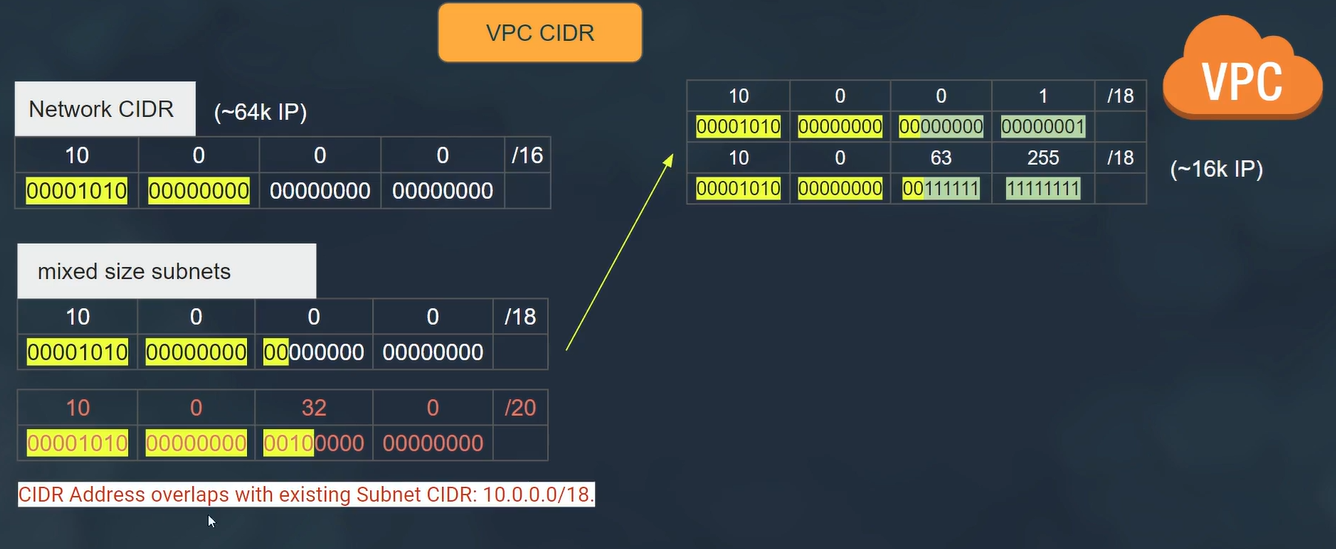 VPC CIDR
VPC
Network CIDR (~64k IP)
10 0 0 0 /16
00001010 00000000 00000000 00000000
mixed size subnets
10 0 0 0 /18
00001010 00000000 00000000 00000000
10 0 32 0 /20
00001010 00000000 00100000 00000000
CIDR Address overlaps with existing Subnet CIDR: 10.0.0.0/18.
10 0 0 1 /18
00001010 00000000 00000000 00000001
10 0 63 255 /18
00001010 00000000 00111111 11111111
(~16k IP)